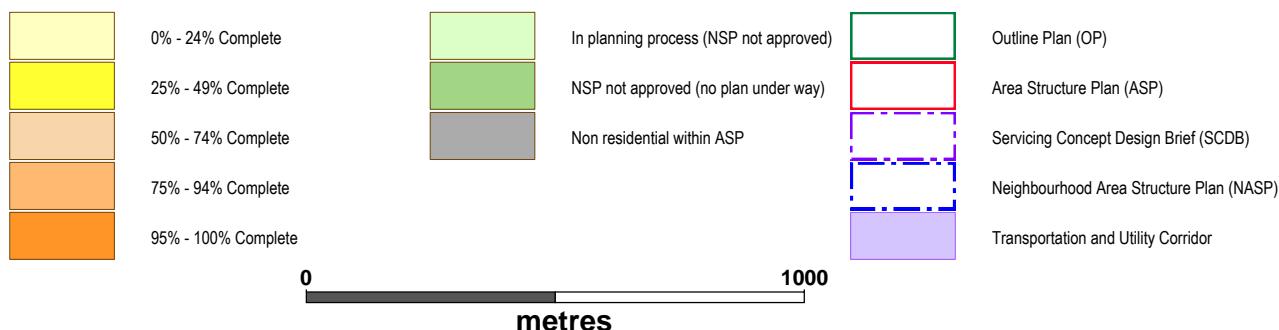 0% - 24% Complete
25% - 49% Complete
50% - 74% Complete
75% - 94% Complete
95% - 100% Complete
In planning process (NSP not approved)
NSP not approved (no plan under way)
Non residential within ASP
Outline Plan (OP)
Area Structure Plan (ASP)
Servicing Concept Design Brief (SCDB)
Neighbourhood Area Structure Plan (NASP)
Transportation and Utility Corridor
0 1000
metres